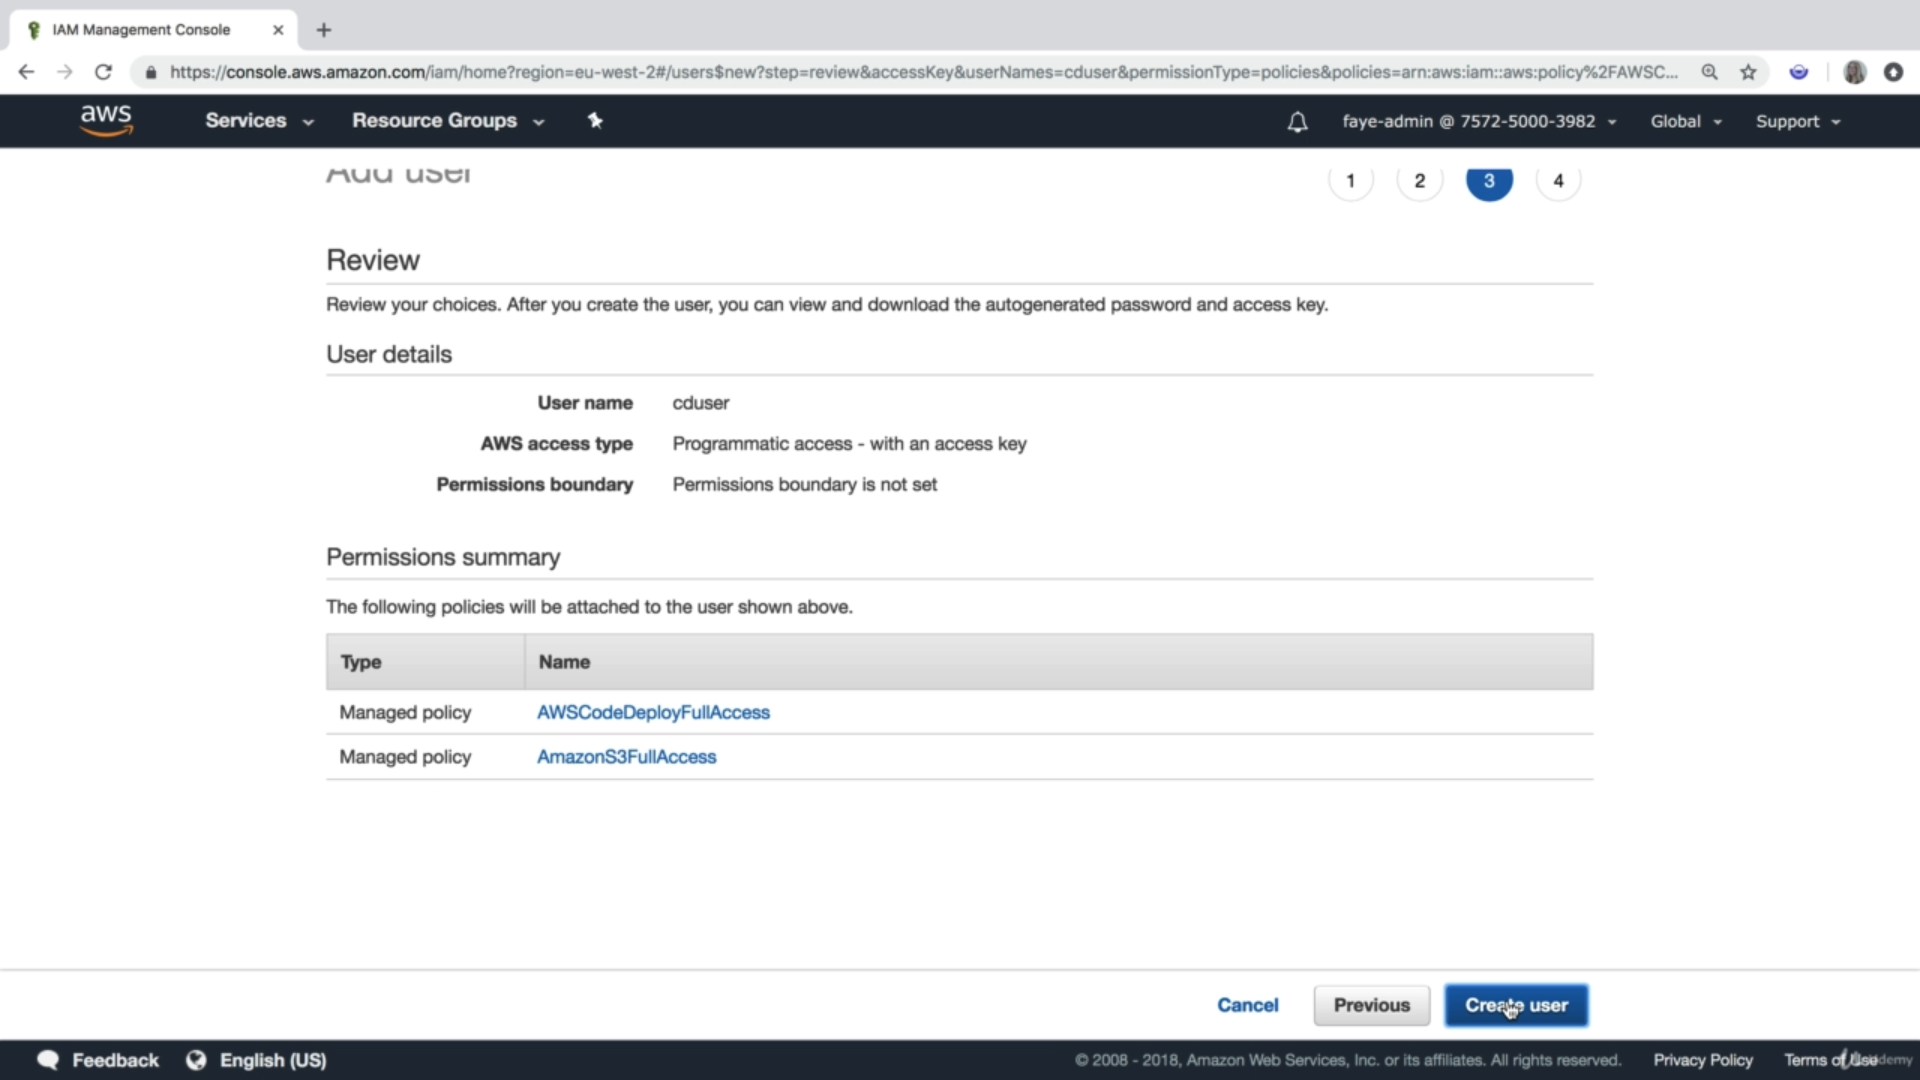 IAM Management Console
https://console.aws.amazon.com/iam/home?region=eu-west-2#/users$new?step=review&accessKey&userNames=cduser&permissionType=policies&policies=arn:aws:iam::aws:policy%2FAWSC...
aws Services Resource Groups faye-admin @ 7572-5000-3982 Global Support
Add user 1 2 3 4
Review
Review your choices. After you create the user, you can view and download the autogenerated password and access key.
User details
User name cduser
AWS access type Programmatic access - with an access key
Permissions boundary Permissions boundary is not set
Permissions summary
The following policies will be attached to the user shown above.
Type Name
Managed policy AWSCodeDeployFullAccess
Managed policy AmazonS3FullAccess
Cancel Previous Create user
Feedback English (US) © 2008 - 2018, Amazon Web Services, Inc. or its affiliates. All rights reserved. Privacy Policy Terms of Use